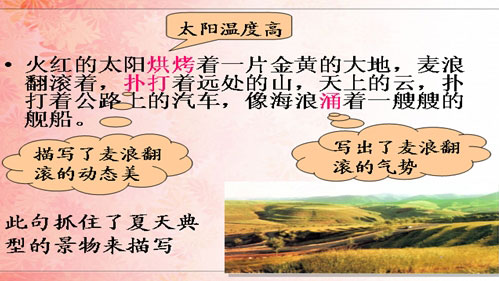 太阳温度高
• 火红的太阳烘烤着一片金黄的大地，麦浪
翻滚着，扑打着远处的山，天上的云，扑
打着公路上的汽车，像海浪涌着一艘艘的
舰船。
描写了麦浪翻
滚的动态美
写出了麦浪翻
滚的气势
此句抓住了夏天典
型的景物来描写